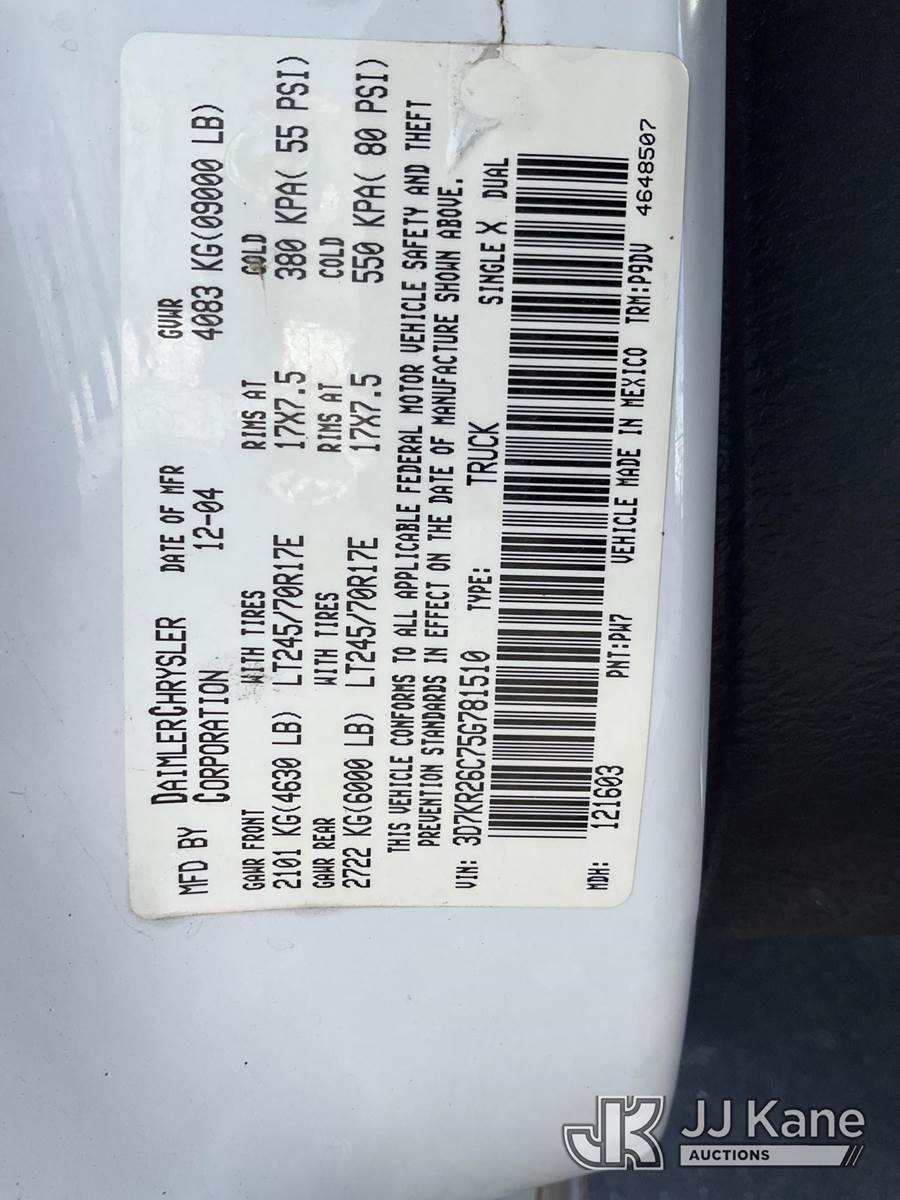 MFD BY DAIMLERCHRYSLER CORPORATION
DATE OF MFR 12-04
GVWR 4083 KG(09000 LB)
GAWR FRONT WITH TIRES RIMS AT COLD
2101 KG(4630 LB) LT245/70R17E 17X7.5 380 KPA( 55 PSI)
GAWR REAR WITH TIRES RIMS AT COLD
2722 KG(6000 LB) LT245/70R17E 17X7.5 550 KPA( 80 PSI)
THIS VEHICLE CONFORMS TO ALL APPLICABLE FEDERAL MOTOR VEHICLE SAFETY AND THEFT
PREVENTION STANDARDS IN EFFECT ON THE DATE OF MANUFACTURE SHOWN ABOVE.
VIN: 3D7KR26C75G781510 TYPE: TRUCK SINGLE X DUAL
MDH: 121603 PNT:PW7 VEHICLE MADE IN MEXICO TRM:P9DV 4648507
JK JJ Kane
AUCTIONS